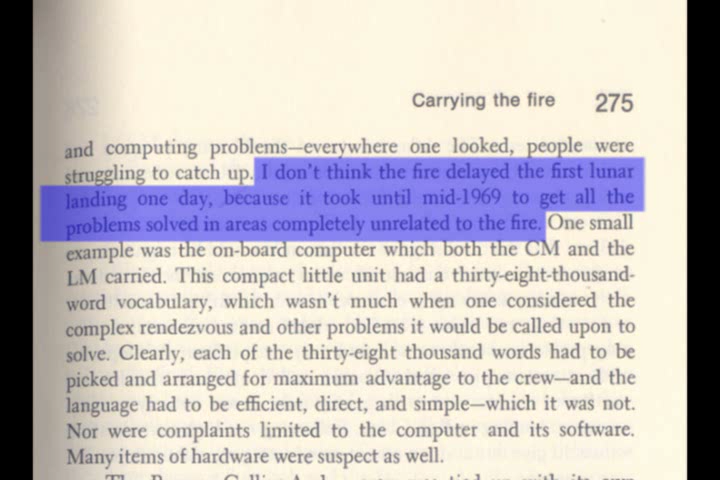 Carrying the fire 275
and computing problems—everywhere one looked, people were
struggling to catch up. I don't think the fire delayed the first lunar
landing one day, because it took until mid-1969 to get all the
problems solved in areas completely unrelated to the fire. One small
example was the on-board computer which both the CM and the
LM carried. This compact little unit had a thirty-eight-thousand-
word vocabulary, which wasn't much when one considered the
complex rendezvous and other problems it would be called upon to
solve. Clearly, each of the thirty-eight thousand words had to be
picked and arranged for maximum advantage to the crew—and the
language had to be efficient, direct, and simple—which it was not.
Nor were complaints limited to the computer and its software.
Many items of hardware were suspect as well.